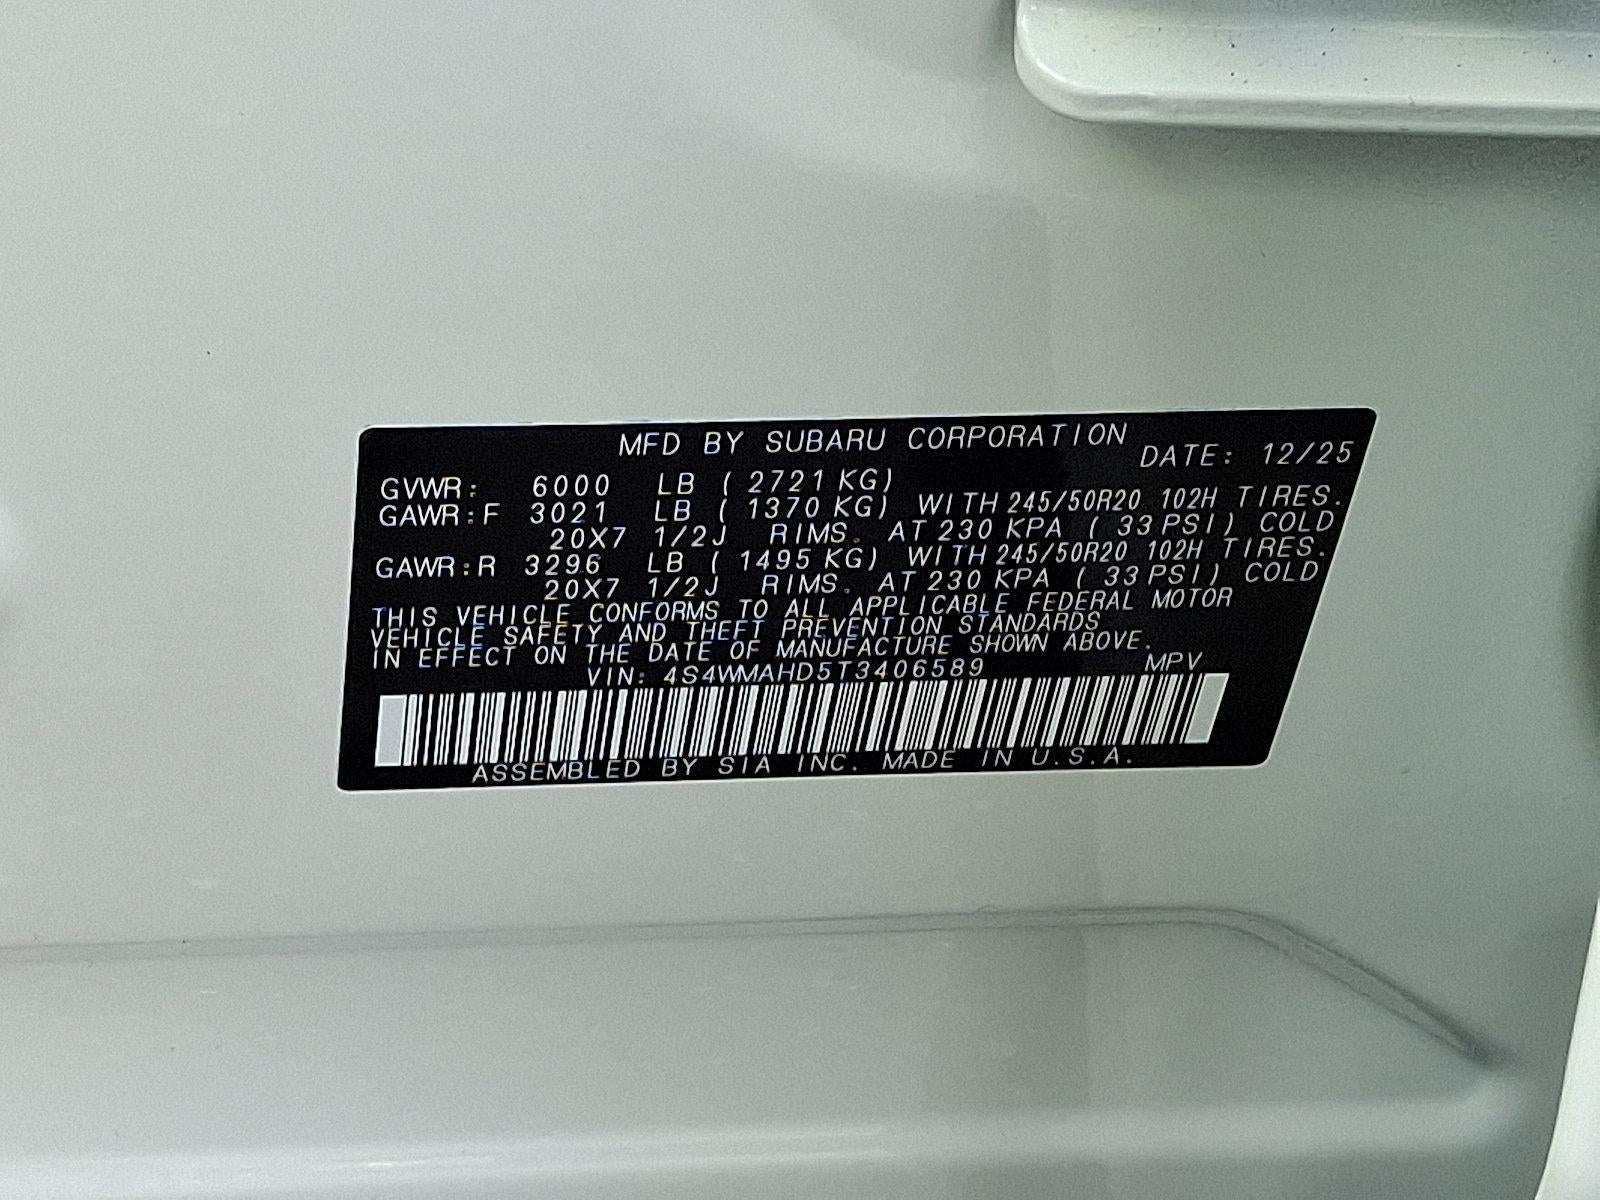 MFD BY SUBARU CORPORATION
DATE: 12/25
GVWR: 6000 LB ( 2721 KG)
GAWR:F 3021 LB ( 1370 KG) WITH 245/50R20 102H TIRES.
20X7 1/2J RIMS. AT 230 KPA ( 33 PSI) COLD
GAWR:R 3296 LB ( 1495 KG) WITH 245/50R20 102H TIRES.
20X7 1/2J RIMS. AT 230 KPA ( 33 PSI) COLD
THIS VEHICLE CONFORMS TO ALL APPLICABLE FEDERAL MOTOR
VEHICLE SAFETY AND THEFT PREVENTION STANDARDS
IN EFFECT ON THE DATE OF MANUFACTURE SHOWN ABOVE.
VIN: 4S4WMAHD5T3406589 MPV
ASSEMBLED BY SIA INC. MADE IN U.S.A.